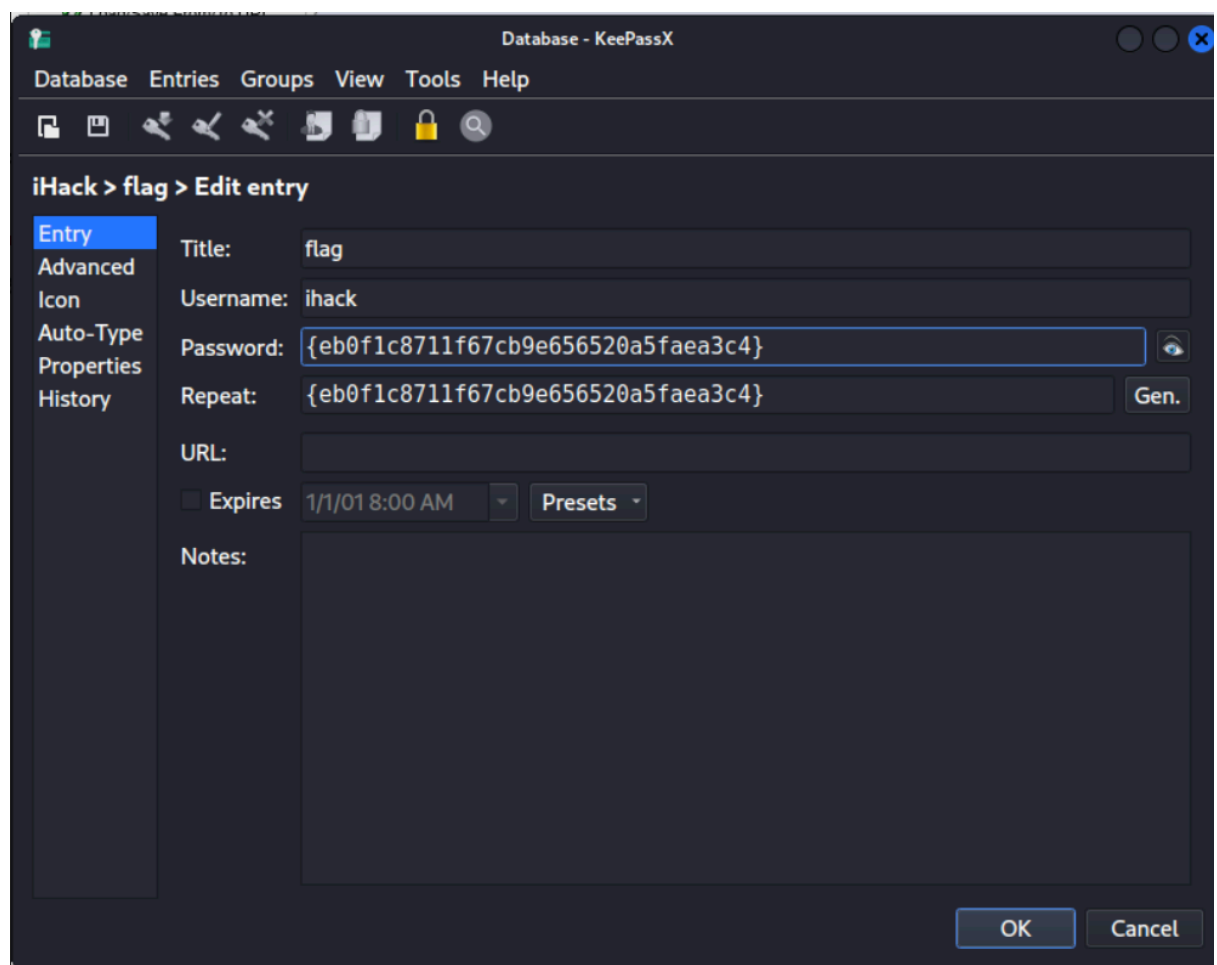 Database - KeePassX
Database Entries Groups View Tools Help
iHack > flag > Edit entry
Entry
Advanced
Icon
Auto-Type
Properties
History
Title: flag
Username: ihack
Password: {eb0f1c8711f67cb9e656520a5faea3c4}
Repeat: {eb0f1c8711f67cb9e656520a5faea3c4} Gen.
URL:
Expires 1/1/01 8:00 AM Presets
Notes:
OK Cancel